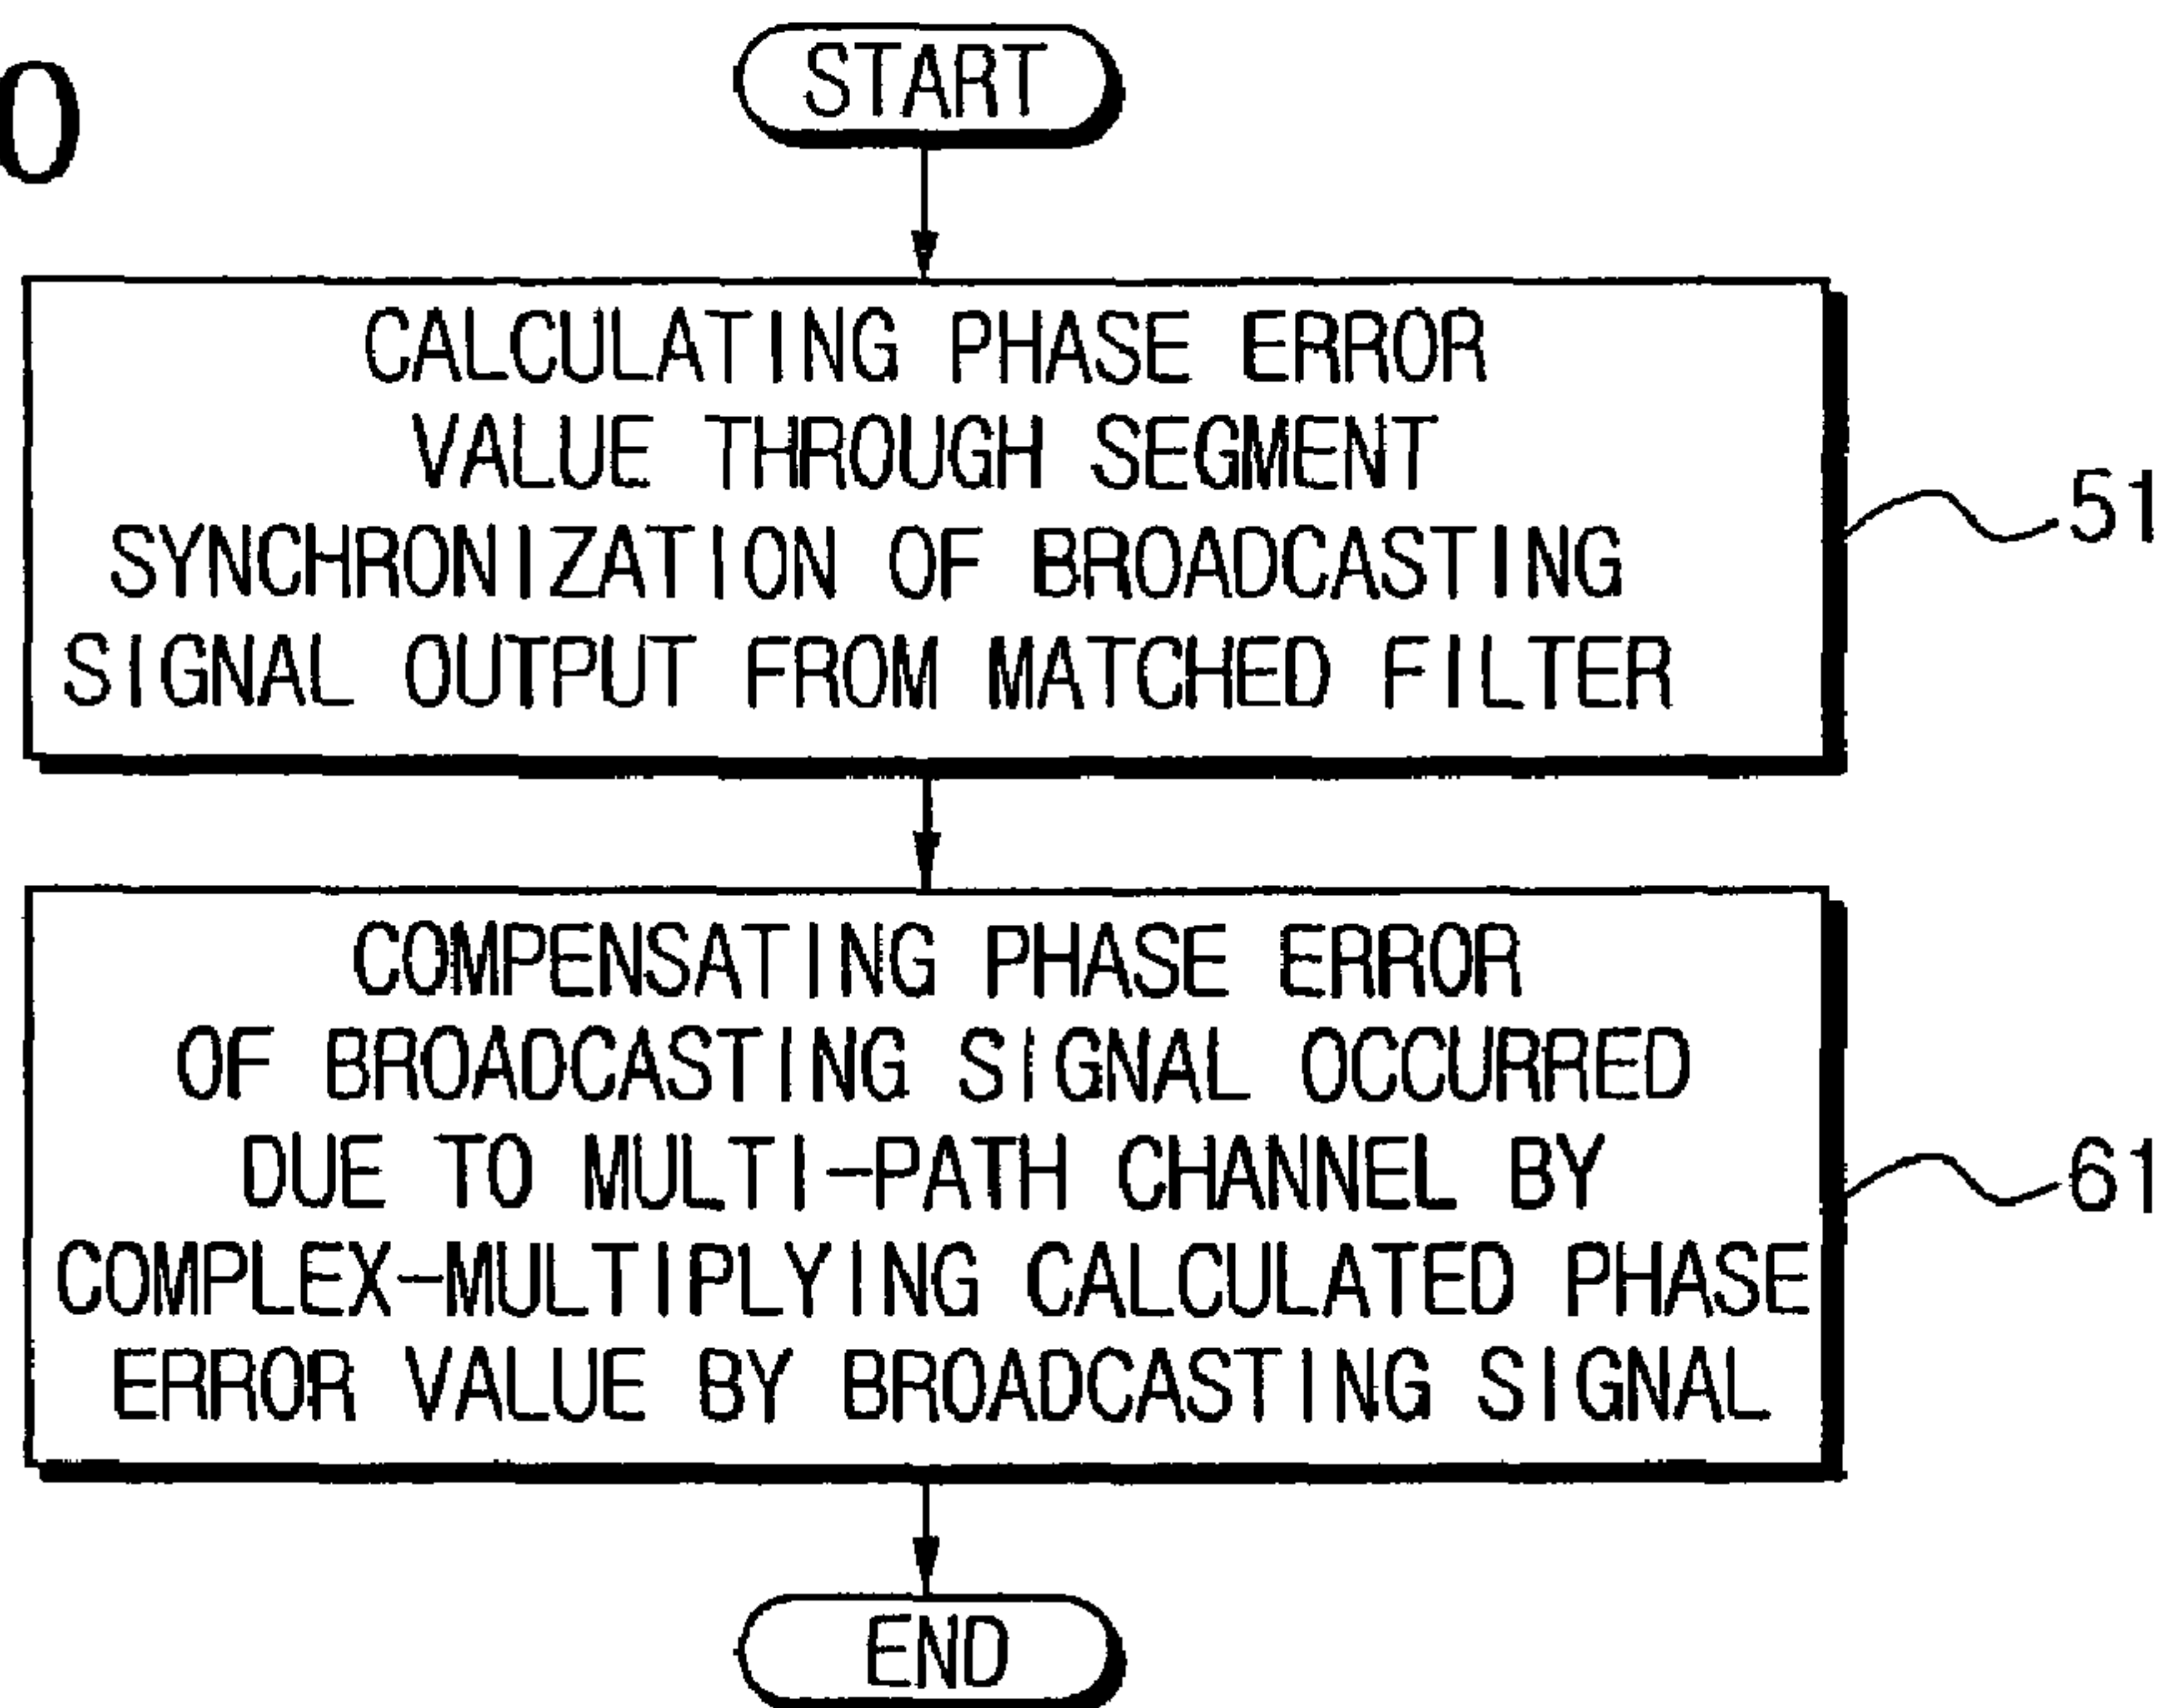 0
START
CALCULATING PHASE ERROR
VALUE THROUGH SEGMENT
SYNCHRONIZATION OF BROADCASTING
SIGNAL OUTPUT FROM MATCHED FILTER
51
COMPENSATING PHASE ERROR
OF BROADCASTING SIGNAL OCCURRED
DUE TO MULTI-PATH CHANNEL BY
COMPLEX-MULTIPLYING CALCULATED PHASE
ERROR VALUE BY BROADCASTING SIGNAL
61
END